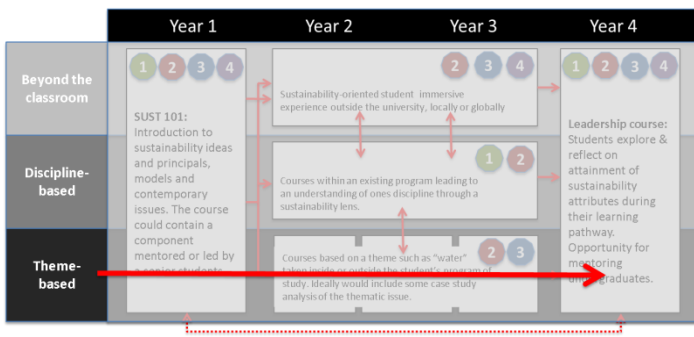 Year 1
Year 2
Year 3
Year 4
Beyond the
classroom
1 2 3 4
2 3 4
1 2 3 4
Sustainability-oriented student immersive
experience outside the university, locally or globally
SUST 101:
Introduction to
sustainability ideas
and principals,
models and
contemporary
issues. The course
could contain a
component
mentored or led by
a senior students
Discipline-
based
1 2
Courses within an existing program leading to
an understanding of ones discipline through a
sustainability lens.
Leadership course:
Students explore &
reflect on
attainment of
sustainability
attributes during
their learning
pathway.
Opportunity for
mentoring
undergraduates.
Theme-
based
2 3
Courses based on a theme such as "water"
taken inside or outside the student's program of
study. Ideally would include some case study
analysis of the thematic issue.